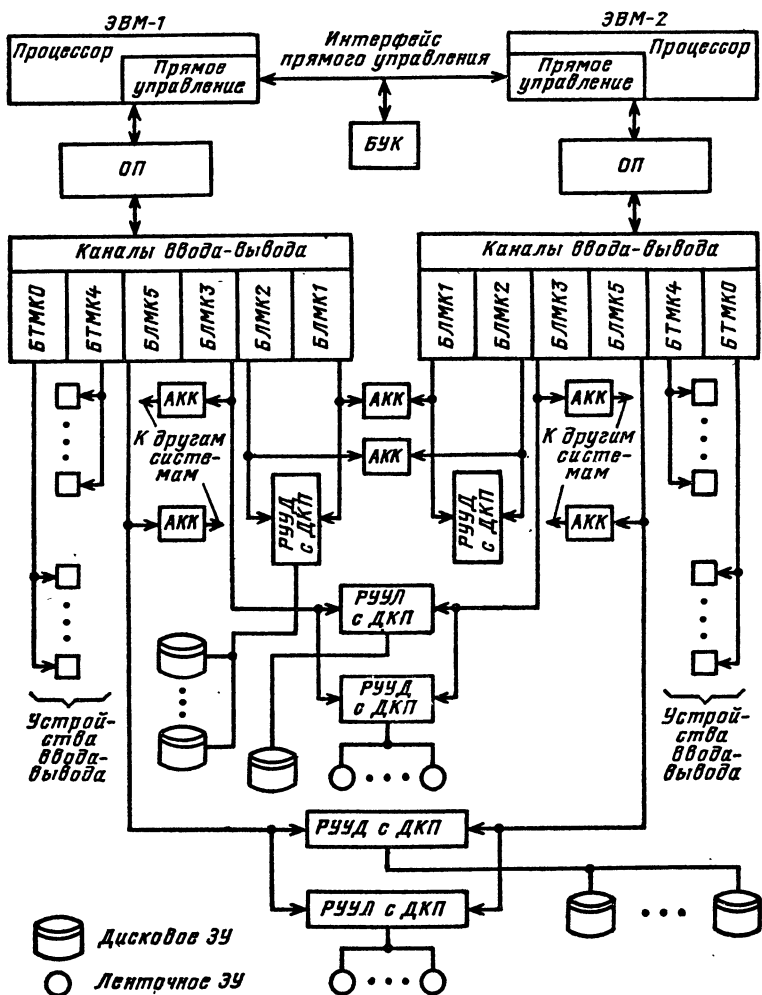 ЭВМ-1
Процессор
Прямое
управление
Интерфейс
прямого управления
БУК
ЭВМ-2
Процессор
Прямое
управление
ОП
ОП
Каналы ввода-вывода
БТМК0
БТМК4
БЛМК5
БЛМК3
БЛМК2
БЛМК1
Каналы ввода-вывода
БЛМК1
БЛМК2
БЛМК3
БЛМК5
БТМК4
БТМК0
АКК
АКК
АКК
К другим
систе-
мам
АКК
К другим
систе-
мам
АКК
РУУД
с ДКП
РУУД
с ДКП
АКК
РУУЛ
с ДКП
РУУД
с ДКП
Устрой-
ства
ввода-
вывода
Устрой-
ства
ввода-
вывода
РУУД с ДКП
РУУЛ с ДКП
Дисковое ЗУ
Ленточное ЗУ